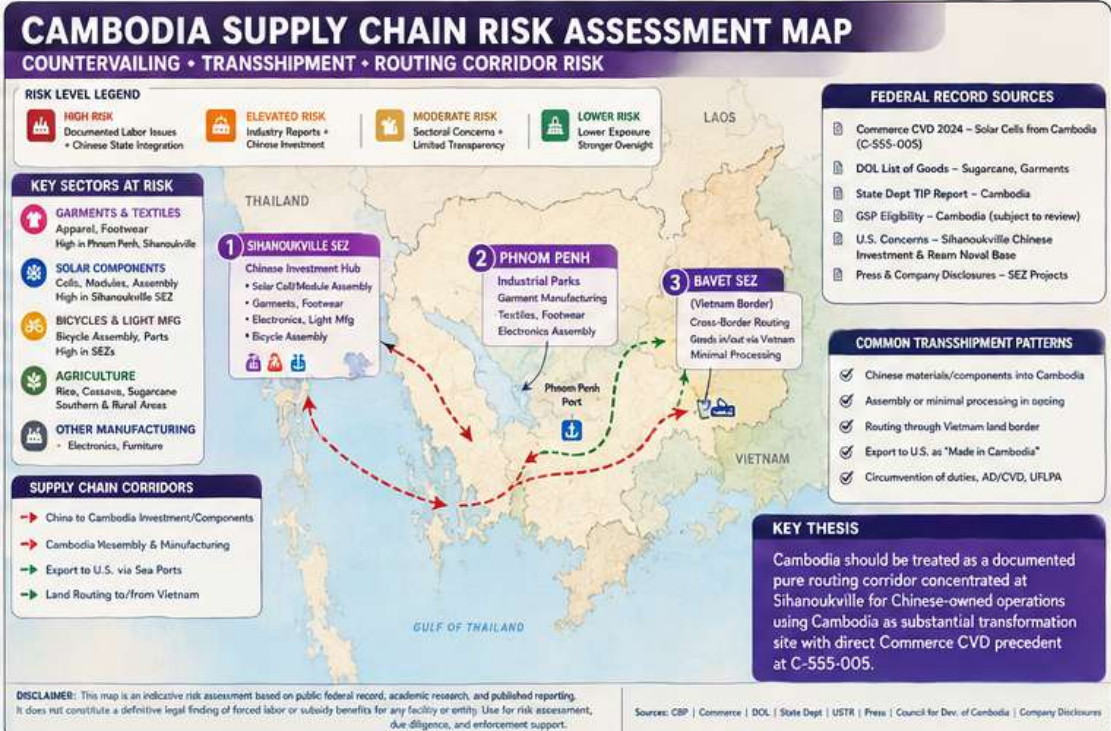 CAMBODIA SUPPLY CHAIN RISK ASSESSMENT MAP
COUNTERVAILING • TRANSSHIPMENT • ROUTING CORRIDOR RISK
RISK LEVEL LEGEND
HIGH RISK
Documented Labor Issues
+ Chinese State Integration
ELEVATED RISK
Industry Reports +
Chinese Investment
MODERATE RISK
Sectoral Concerns +
Limited Transparency
LOWER RISK
Lower Exposure
Stronger Oversight
KEY SECTORS AT RISK
GARMENTS & TEXTILES
Apparel, Footwear
High in Phnom Penh, Sihanoukville
SOLAR COMPONENTS
Cells, Modules, Assembly
High in Sihanoukville SEZ
BICYCLES & LIGHT MFG
Bicycle Assembly, Parts
High in SEZs
AGRICULTURE
Rice, Cassava, Sugarcane
Southern & Rural Areas
OTHER MANUFACTURING
- Electronics, Furniture
SUPPLY CHAIN CORRIDORS
China to Cambodia Investment/Components
Cambodia Mesembly & Manufacturing
Export to U.S. via Sea Ports
Land Routing to/from Vietnam
THAILAND
LAOS
VIETNAM
GULF OF THAILAND
1 SIHANOUKVILLE SEZ
Chinese Investment Hub
• Solar Cell/Module Assembly
• Garments, Footwear
• Electronics, Light Mfg
• Bicycle Assembly
2 PHNOM PENH
Industrial Parks
Garment Manufacturing
Textiles, Footwear
Electronics Assembly
Phnom Penh
Port
3 BAVET SEZ
(Vietnam Border)
Cross-Border Routing
Goods in/out via Vietnam
Minimal Processing
FEDERAL RECORD SOURCES
Commerce CVD 2024 – Solar Cells from Cambodia
(C-555-005)
DOL List of Goods – Sugarcane, Garments
State Dept TIP Report – Cambodia
GSP Eligibility – Cambodia (subject to review)
U.S. Concerns – Sihanoukville Chinese
Investment & Ream Naval Base
Press & Company Disclosures – SEZ Projects
COMMON TRANSSHIPMENT PATTERNS
Chinese materials/components into Cambodia
Assembly or minimal processing in
Routing through Vietnam land border
Export to U.S. as "Made in Cambodia"
Circumvention of duties, AD/CVD, UFLPA
KEY THESIS
Cambodia should be treated as a documented
pure routing corridor concentrated at
Sihanoukville for Chinese-owned operations
using Cambodia as substantial transformation
site with direct Commerce CVD precedent
at C-555-005.
DISCLAIMER: This map is an indicative risk assessment based on public federal record, academic research, and published reporting.
It does not constitute a definitive legal finding of forced labor or subsidy benefits for any facility or entity. Use for risk assessment,
due diligence, and enforcement support.
Sources: CBP | Commerce | DOL | State Dept | USTR | Press | Council for Dev. of Cambodia | Company Disclosures